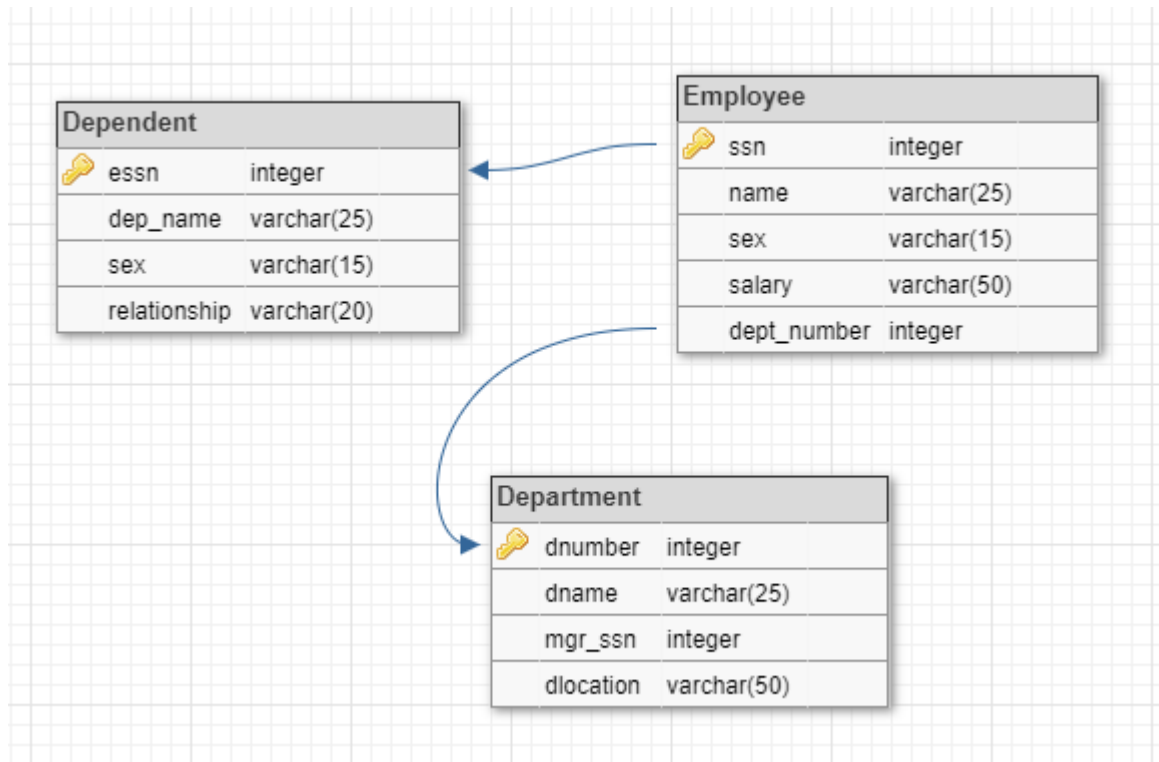 Dependent
essn integer
dep_name varchar(25)
sex varchar(15)
relationship varchar(20)
Employee
ssn integer
name varchar(25)
sex varchar(15)
salary varchar(50)
dept_number integer
Department
dnumber integer
dname varchar(25)
mgr_ssn integer
dlocation varchar(50)